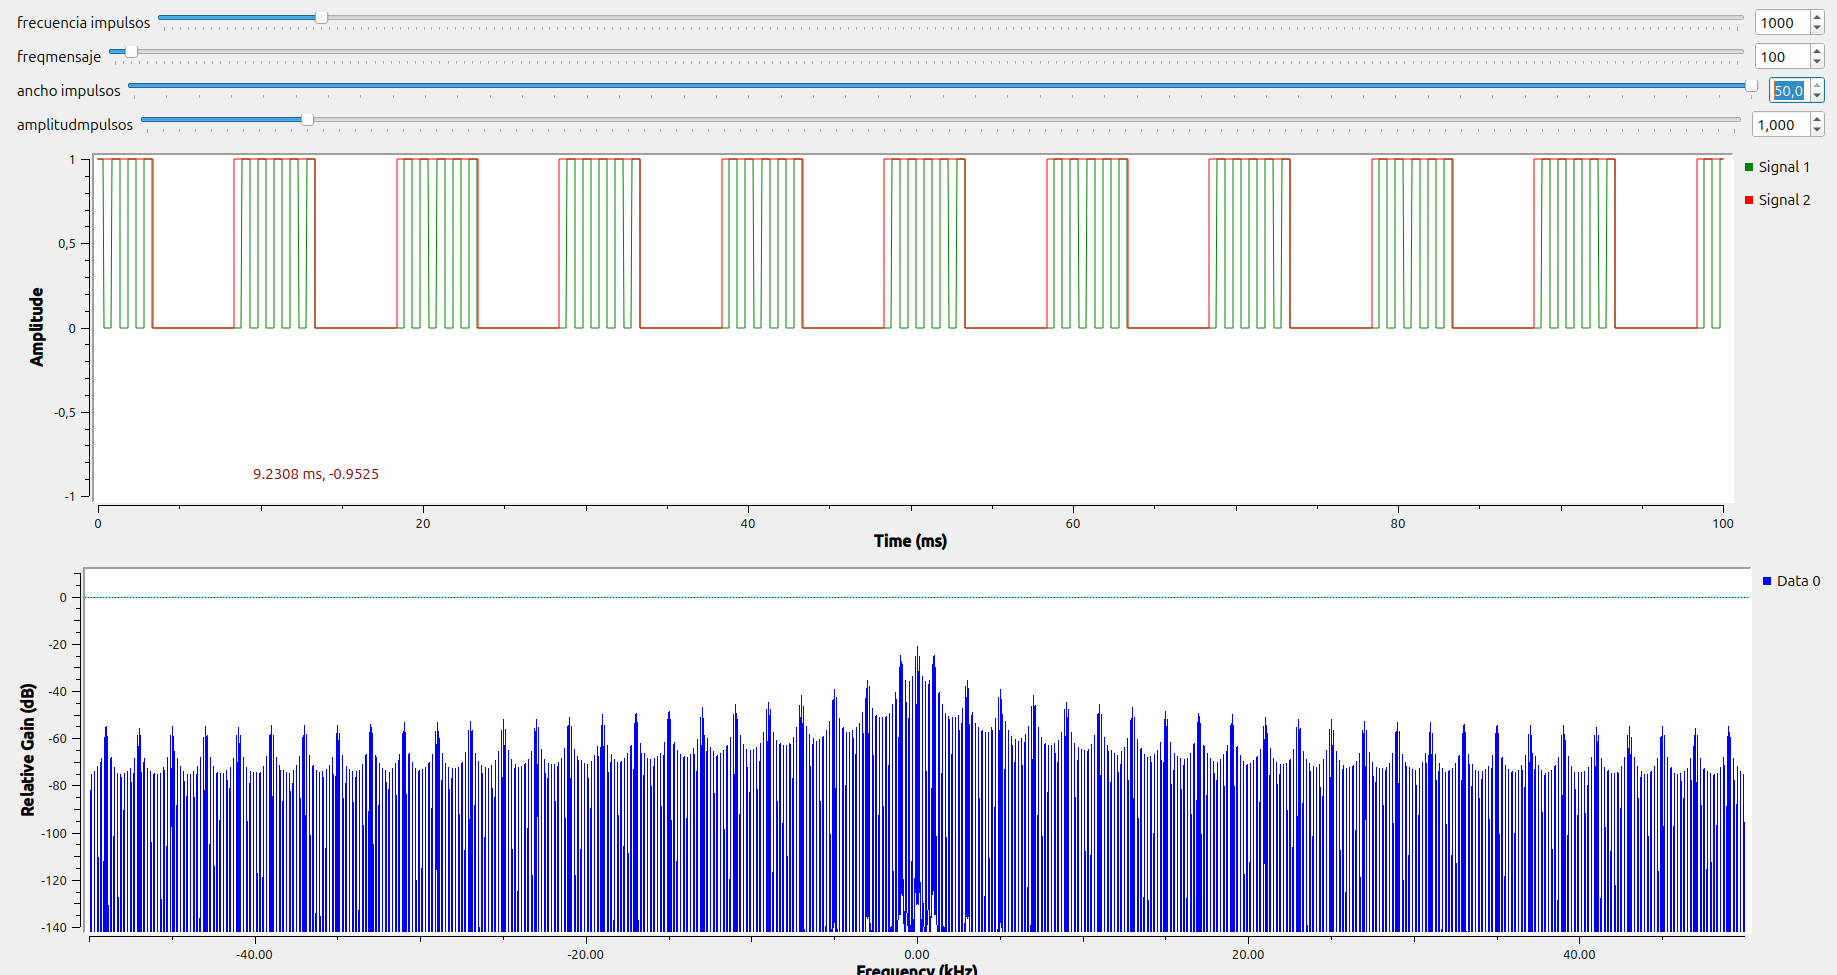 frecuencia impulsos 1000
freqmensaje 100
ancho impulsos 50,0
amplitudmpulsos 1,000
1
0,5
0
-0,5
-1
Amplitude
Signal 1
Signal 2
9.2308 ms, -0.9525
0 20 40 60 80 100
Time (ms)
0
-20
-40
-60
-80
-100
-120
-140
Relative Gain (dB)
Data 0
-40.00 -20.00 0.00 20.00 40.00
Frequency (kHz)